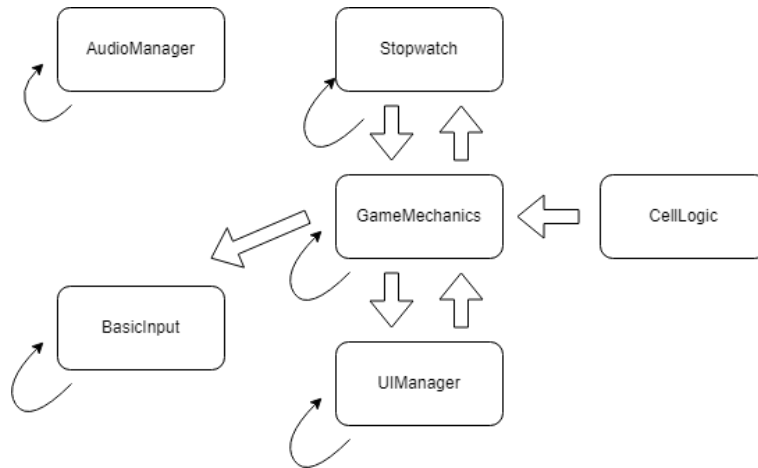 AudioManager
Stopwatch
GameMechanics
CellLogic
BasicInput
UIManager